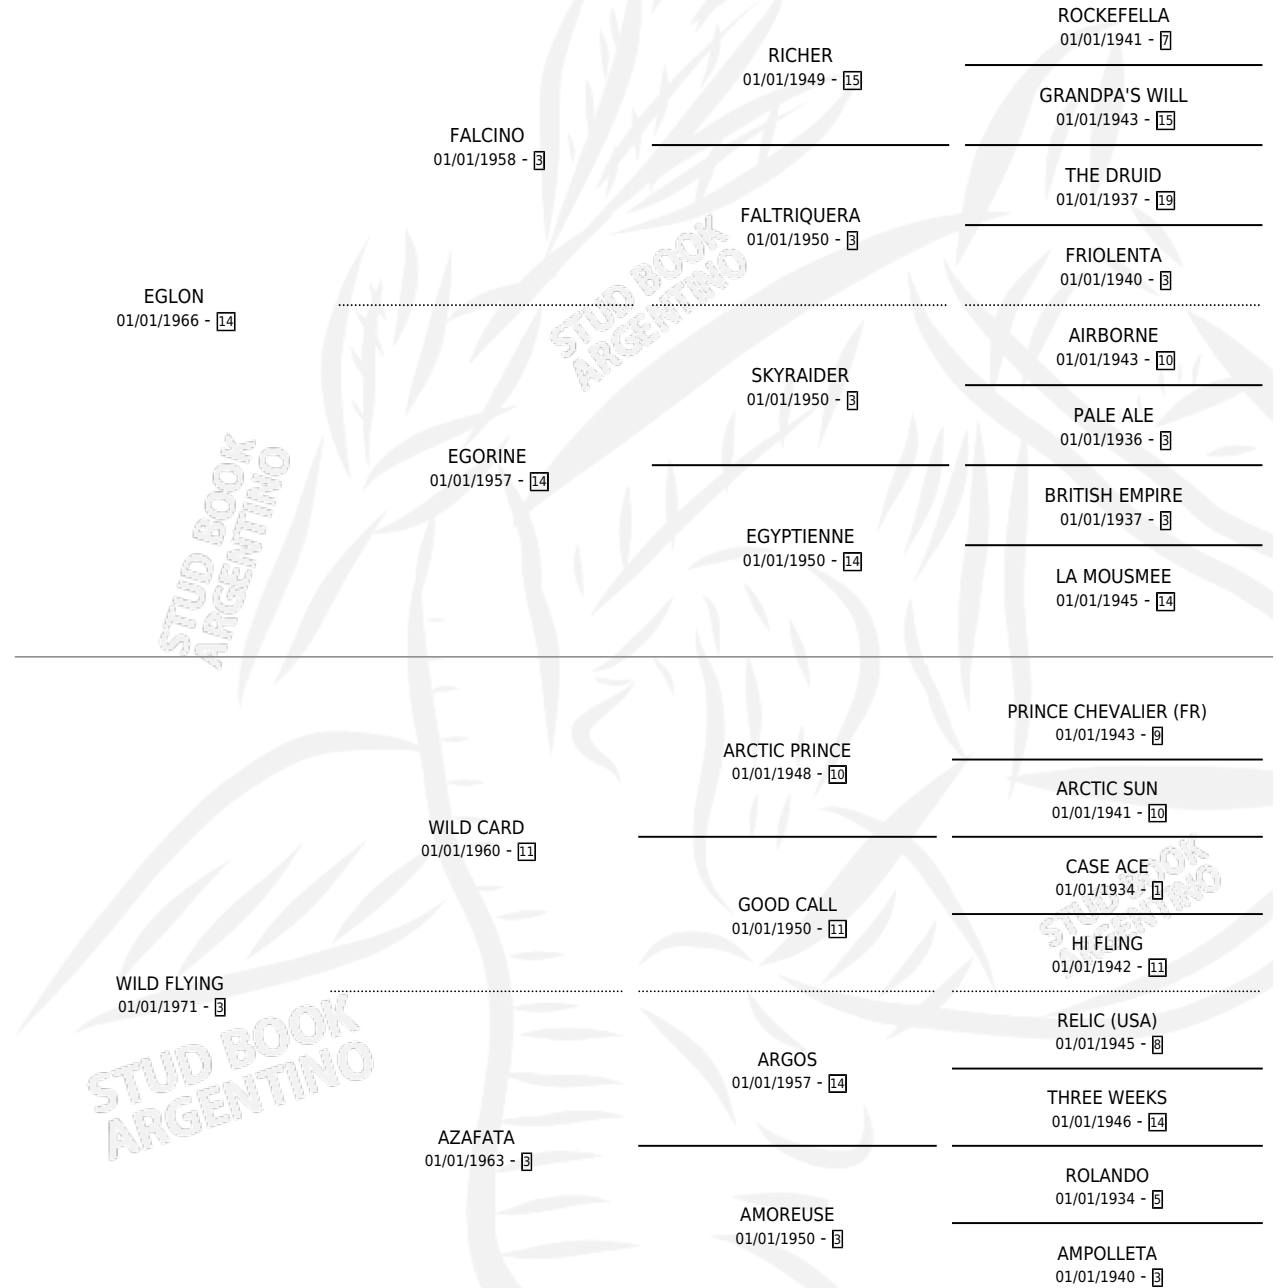 ROCKEFELLA
01/01/1941 - 7
RICHER
01/01/1949 - 15
GRANDPA'S WILL
01/01/1943 - 15
FALCINO
01/01/1958 - 3
THE DRUID
01/01/1937 - 19
FALTRIQUERA
01/01/1950 - 3
FRIOLENTA
01/01/1940 - 3
EGLON
01/01/1966 - 14
AIRBORNE
01/01/1943 - 10
SKYRAIDER
01/01/1950 - 3
PALE ALE
01/01/1936 - 3
EGORINE
01/01/1957 - 14
BRITISH EMPIRE
01/01/1937 - 3
EGYPTIENNE
01/01/1950 - 14
LA MOUSMEE
01/01/1945 - 14
STUD BOOK
ARGENTINO
STUD BOOK
ARGENTINO
PRINCE CHEVALIER (FR)
01/01/1943 - 9
ARCTIC PRINCE
01/01/1948 - 10
ARCTIC SUN
01/01/1941 - 10
WILD CARD
01/01/1960 - 11
CASE ACE
01/01/1934 - 1
GOOD CALL
01/01/1950 - 11
HI FLING
01/01/1942 - 11
STUD BOOK
ARGENTINO
WILD FLYING
01/01/1971 - 3
RELIC (USA)
01/01/1945 - 8
ARGOS
01/01/1957 - 14
THREE WEEKS
01/01/1946 - 14
STUD BOOK
ARGENTINO
AZAFATA
01/01/1963 - 3
ROLANDO
01/01/1934 - 5
AMOREUSE
01/01/1950 - 3
AMPOLLETA
01/01/1940 - 3